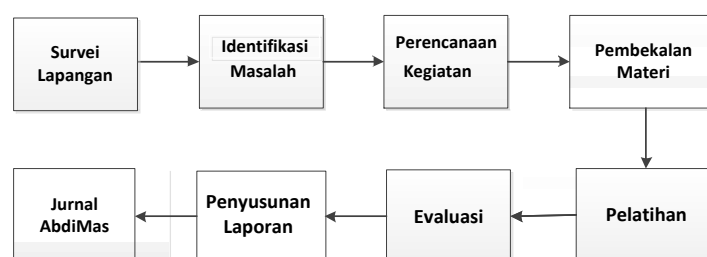 Survei
Lapangan
Identifikasi
Masalah
Perencanaan
Kegiatan
Pembekalan
Materi
Pelatihan
Evaluasi
Penyusunan
Laporan
Jurnal
AbdiMas